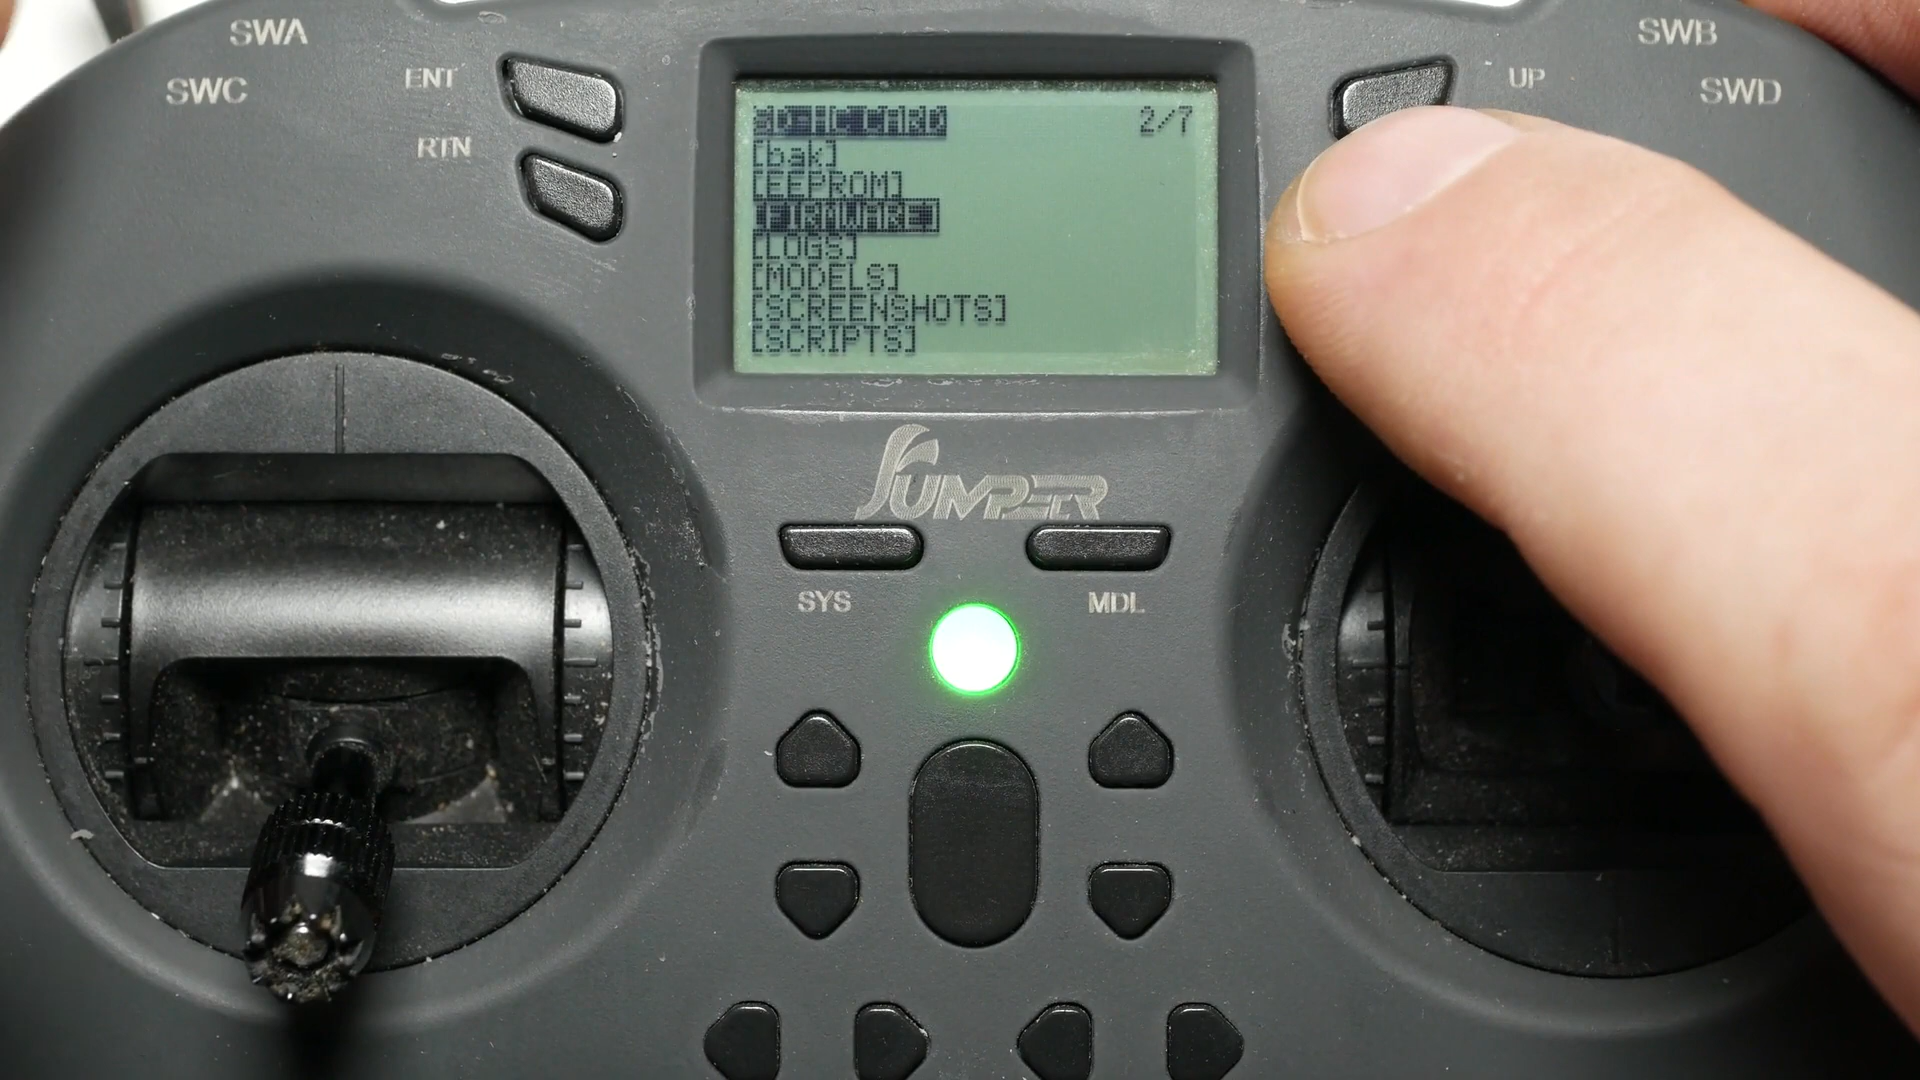 SWA
SWC
ENT
RTN
SD-HC CARD 2/7
[bak]
[EEPROM]
[FIRMWARE]
[LOGS]
[MODELS]
[SCREENSHOTS]
[SCRIPTS]
SWB
UP
SWD
JUMPER
SYS
MDL